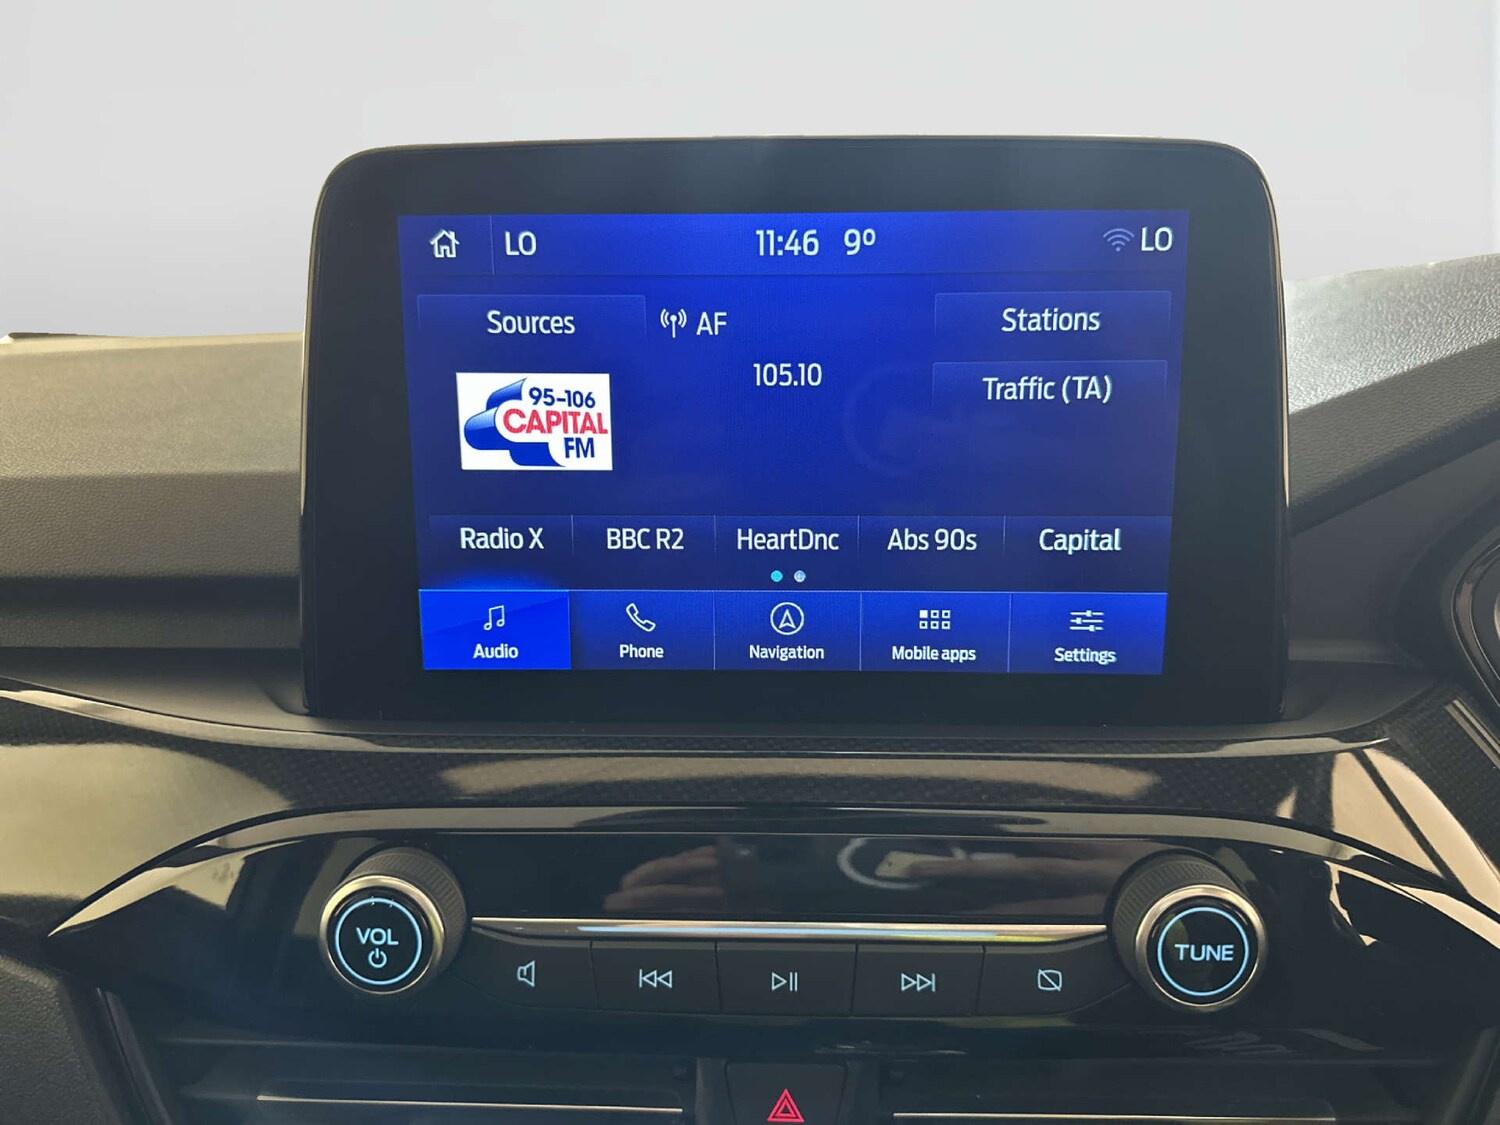 LO 11:46 9° LO
Sources AF Stations
105.10
Traffic (TA)
95-106
CAPITAL
FM
Radio X BBC R2 HeartDnc Abs 90s Capital
Audio Phone Navigation Mobile apps Settings
VOL TUNE